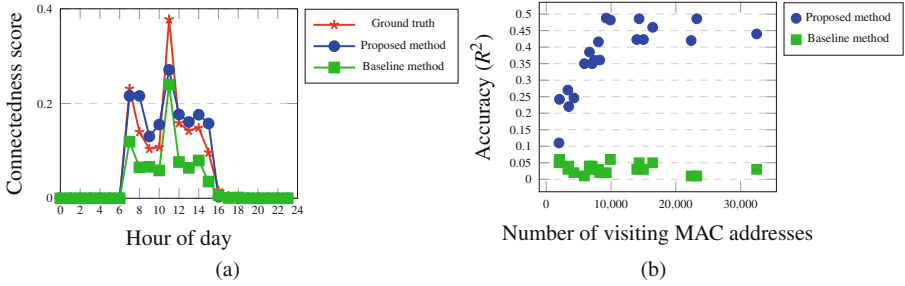 0.4
0.2
0
0 2 4 6 8 10 12 14 16 18 20 22 24
Connectedness score
Hour of day
Ground truth
Proposed method
Baseline method
(a)
0.5
0.45
0.4
0.35
0.3
0.25
0.2
0.15
0.1
0.05
0
0 10,000 20,000 30,000
Accuracy (R²)
Number of visiting MAC addresses
Proposed method
Baseline method
(b)